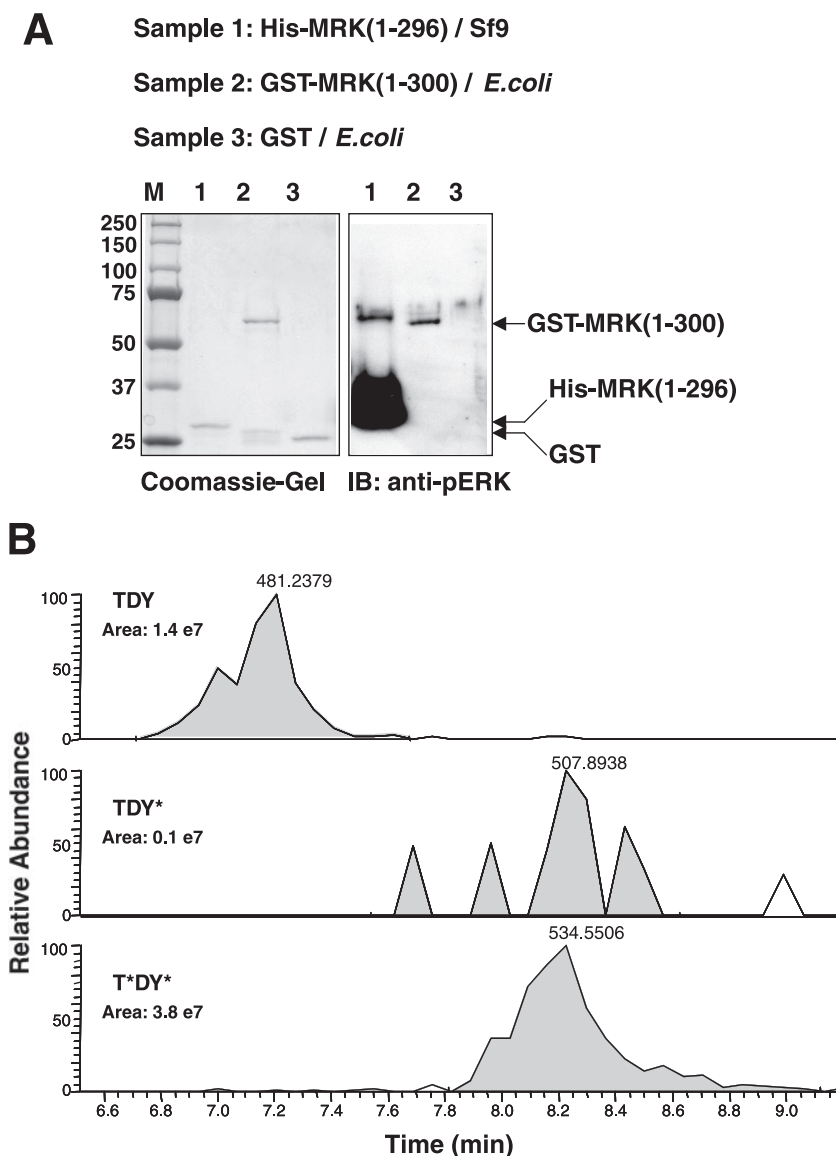 A
Sample 1: His-MRK(1-296) / Sf9
Sample 2: GST-MRK(1-300) / E.coli
Sample 3: GST / E.coli
M 1 2 3 1 2 3
250
150
100
75
50
37
25
GST-MRK(1-300)
His-MRK(1-296)
GST
Coomassie-Gel IB: anti-pERK
B
Relative Abundance
481.2379
TDY
Area: 1.4 e7
100
50
0
507.8938
TDY*
Area: 0.1 e7
100
50
0
534.5506
T*DY*
Area: 3.8 e7
100
50
0
6.6 6.8 7.0 7.2 7.4 7.6 7.8 8.0 8.2 8.4 8.6 8.8 9.0
Time (min)